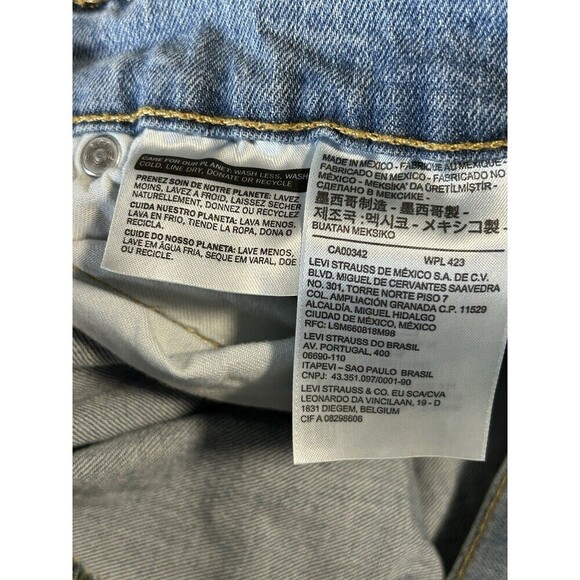 CARE FOR OUR PLANET: WASH LESS, WASH
COLD, LINE DRY, DONATE OR RECYCLE
PRENEZ SOIN DE NOTRE PLANETE: LAVEZ
MOINS, LAVEZ À FROID, LAISSEZ SÉCHER
NATURELLEMENT, DONNEZ OU RECYCLEZ
CUIDA NUESTRO PLANETA: LAVA MENOS,
LAVA EN FRIO, TIENDE LA ROPA, DONA O
RECICLA.
CUIDE DO NOSSO PLANETA: LAVE MENOS,
LAVE EM ÁGUA FRIA, SEQUE EM VARAL, DOE
OU RECICLE.
MADE IN MEXICO - FABRIQUÉ AU MEXIQUE -
FABRICADO EN MEXICO - FABRICADO NO
MÉXICO - MEKSIKA' DA ÜRETILMIŞTIR -
СДЕЛАНО В МЕКСИКЕ -
墨西哥制造 - 墨西哥製 -
제조국 : 멕시코 - メキシコ製 -
BUATAN MEKSIKO
CA00342 WPL 423
LEVI STRAUSS DE MÉXICO S.A. DE C.V.
BLVD. MIGUEL DE CERVANTES SAAVEDRA
NO. 301, TORRE NORTE PISO 7
COL. AMPLIACIÓN GRANADA C.P. 11529
ALCALDÍA MIGUEL HIDALGO
CIUDAD DE MÉXICO, MÉXICO
RFC: LSM660818M98
LEVI STRAUSS DO BRASIL
AV. PORTUGAL, 400
06690-110
ITAPEVI – SAO PAULO BRASIL
CNPJ: 43.351.097/0001-90
LEVI STRAUSS & CO. EU SCA/CVA
LEONARDO DA VINCILAAN, 19 - D
1831 DIEGEM, BELGIUM
CIF A 08298606